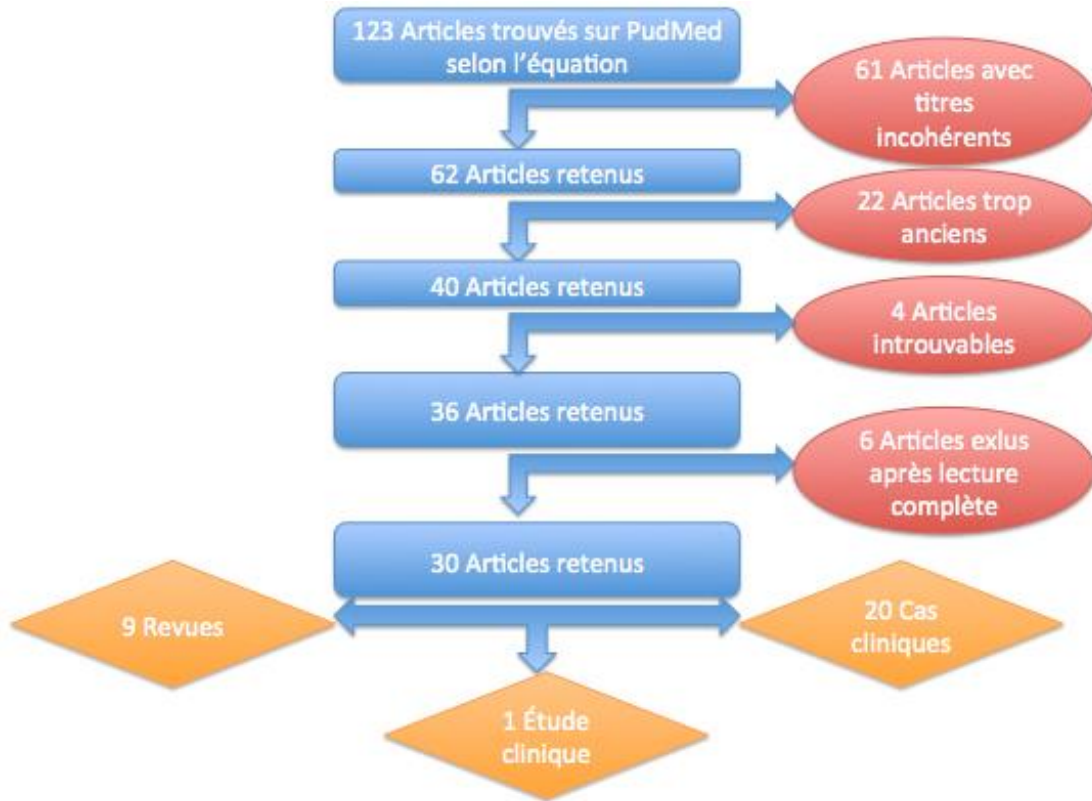 123 Articles trouvés sur PudMed
selon l'équation
61 Articles avec
titres
incohérents
62 Articles retenus
22 Articles trop
anciens
40 Articles retenus
4 Articles
introuvables
36 Articles retenus
6 Articles exlus
après lecture
complète
30 Articles retenus
9 Revues
20 Cas
cliniques
1 Étude
clinique